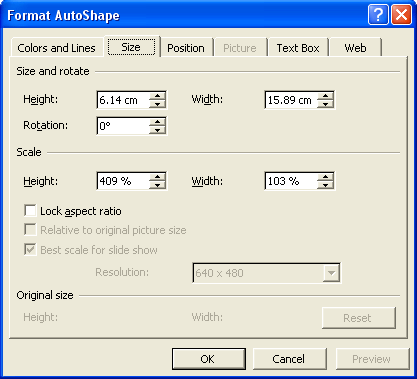 Format AutoShape
Colors and Lines Size Position Picture Text Box Web
Size and rotate
Height: 6.14 cm Width: 15.89 cm
Rotation: 0°
Scale
Height: 409 % Width: 103 %
Lock aspect ratio
Relative to original picture size
Best scale for slide show
Resolution: 640 x 480
Original size
Height: Width: Reset
OK Cancel Preview